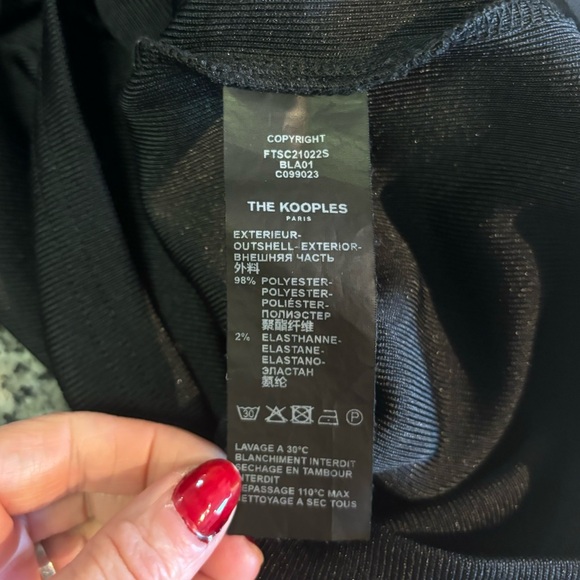 COPYRIGHT
FTSC21022S
BLA01
C099023
THE KOOPLES
PARIS
EXTERIEUR-
OUTSHELL-EXTERIOR-
ВНЕШНЯЯ ЧАСТЬ
外料
98% POLYESTER-
POLYESTER-
POLIÉSTER-
ПОЛИЭСТЕР
聚酯纤维
2% ELASTHANNE-
ELASTANE-
ELASTANO-
ЭЛАСТАН
氨纶
30 P
LAVAGE A 30°C
BLANCHIMENT INTERDIT
SECHAGE EN TAMBOUR
INTERDIT
REPASSAGE 110°C MAX
NETTOYAGE A SEC TOUS